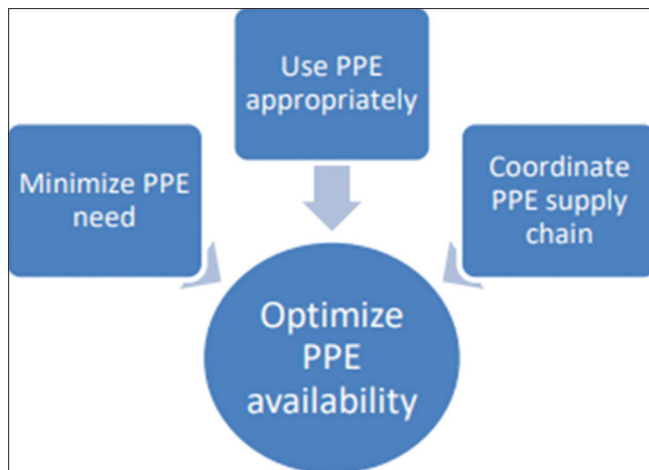 Use PPE
appropriately
Minimize PPE
need
Coordinate
PPE supply
chain
Optimize
PPE
availability